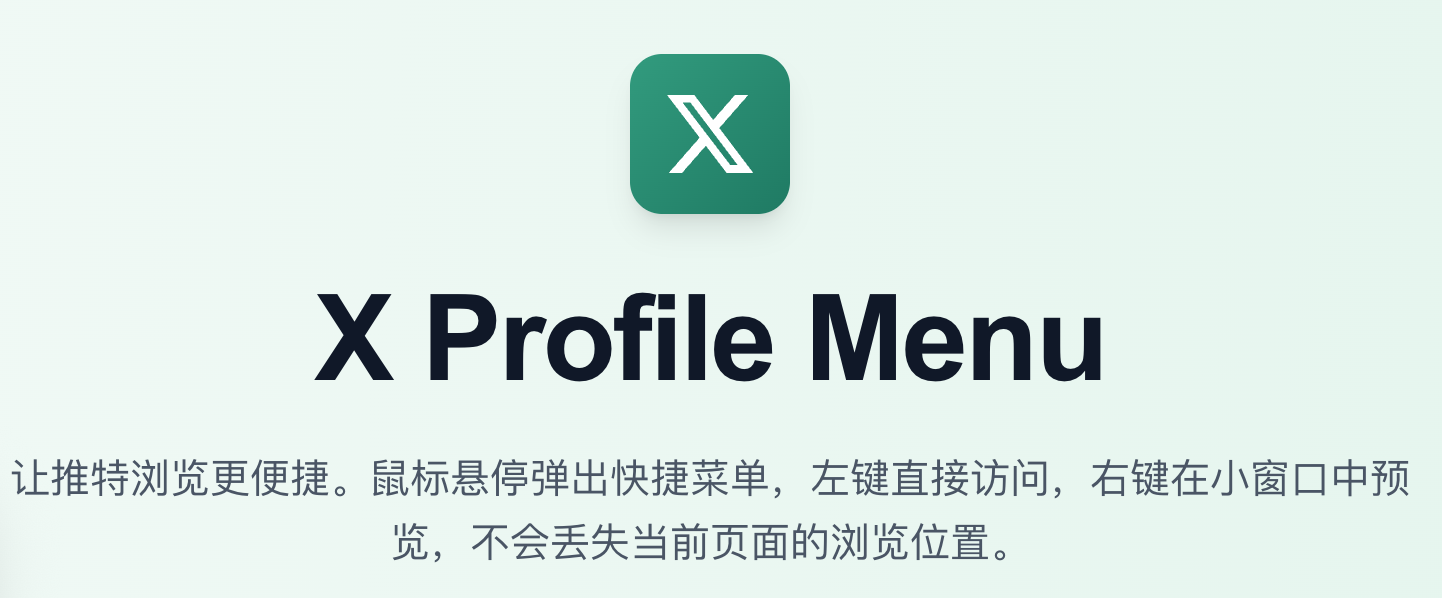 X Profile Menu
让推特浏览更便捷。鼠标悬停弹出快捷菜单，左键直接访问，右键在小窗口中预
览，不会丢失当前页面的浏览位置。